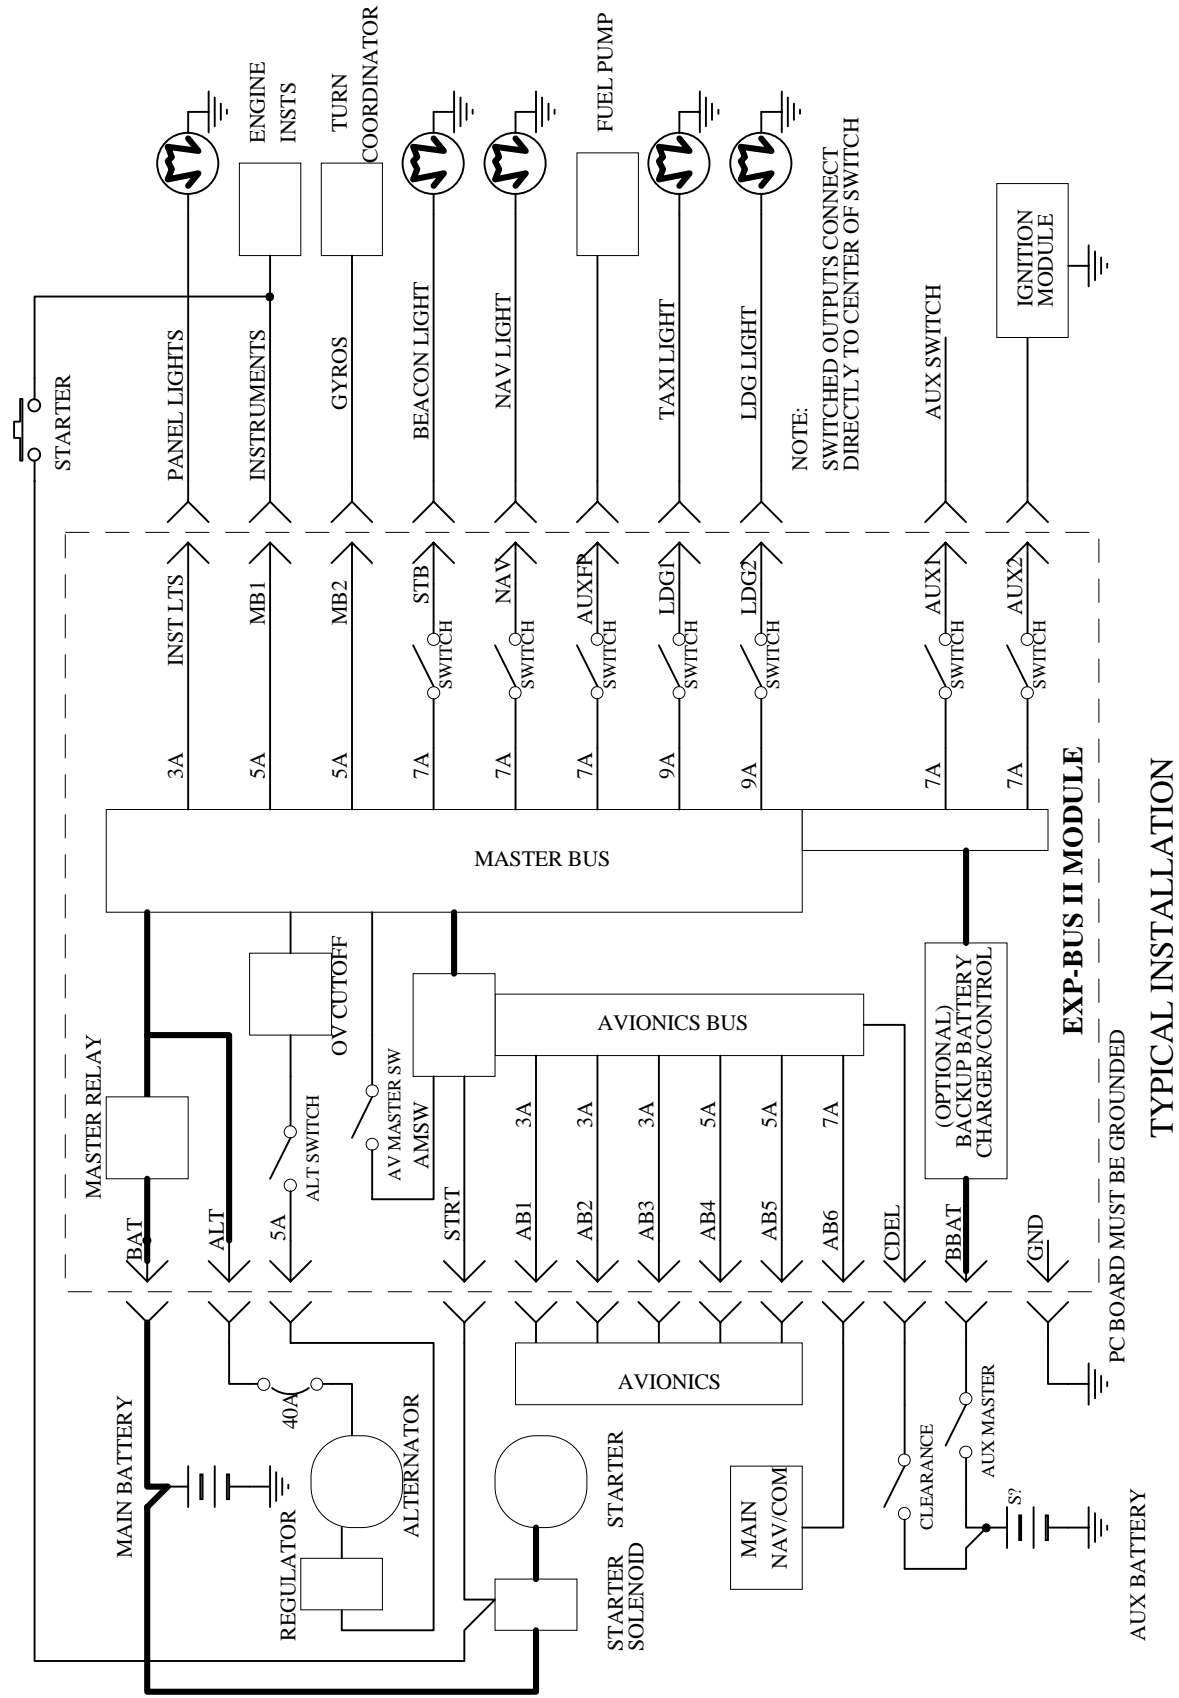 STARTER
MAIN BATTERY
BAT
MASTER RELAY
3A
INST LTS
PANEL LIGHTS
ALT
5A
MB1
INSTRUMENTS
ENGINE
INSTS
REGULATOR
40A
5A
ALT SWITCH
OV CUTOFF
5A
MB2
GYROS
TURN
COORDINATOR
ALTERNATOR
AV MASTER SW
AMSW
7A
SWITCH
STB
BEACON LIGHT
STRT
MASTER BUS
7A
SWITCH
NAV
NAV LIGHT
STARTER
SOLENOID
STARTER
AVIONICS
AB1
3A
AB2
3A
AB3
3A
AB4
5A
AB5
5A
AB6
7A
AVIONICS BUS
7A
SWITCH
AUXFP
FUEL PUMP
9A
SWITCH
LDG1
TAXI LIGHT
9A
SWITCH
LDG2
LDG LIGHT
MAIN
NAV/COM
NOTE:
SWITCHED OUTPUTS CONNECT
DIRECTLY TO CENTER OF SWITCH
CLEARANCE
CDEL
7A
SWITCH
AUX1
AUX SWITCH
AUX MASTER
BBAT
(OPTIONAL)
BACKUP BATTERY
CHARGER/CONTROL
S?
7A
SWITCH
AUX2
IGNITION
MODULE
GND
EXP-BUS II MODULE
PC BOARD MUST BE GROUNDED
AUX BATTERY
TYPICAL INSTALLATION